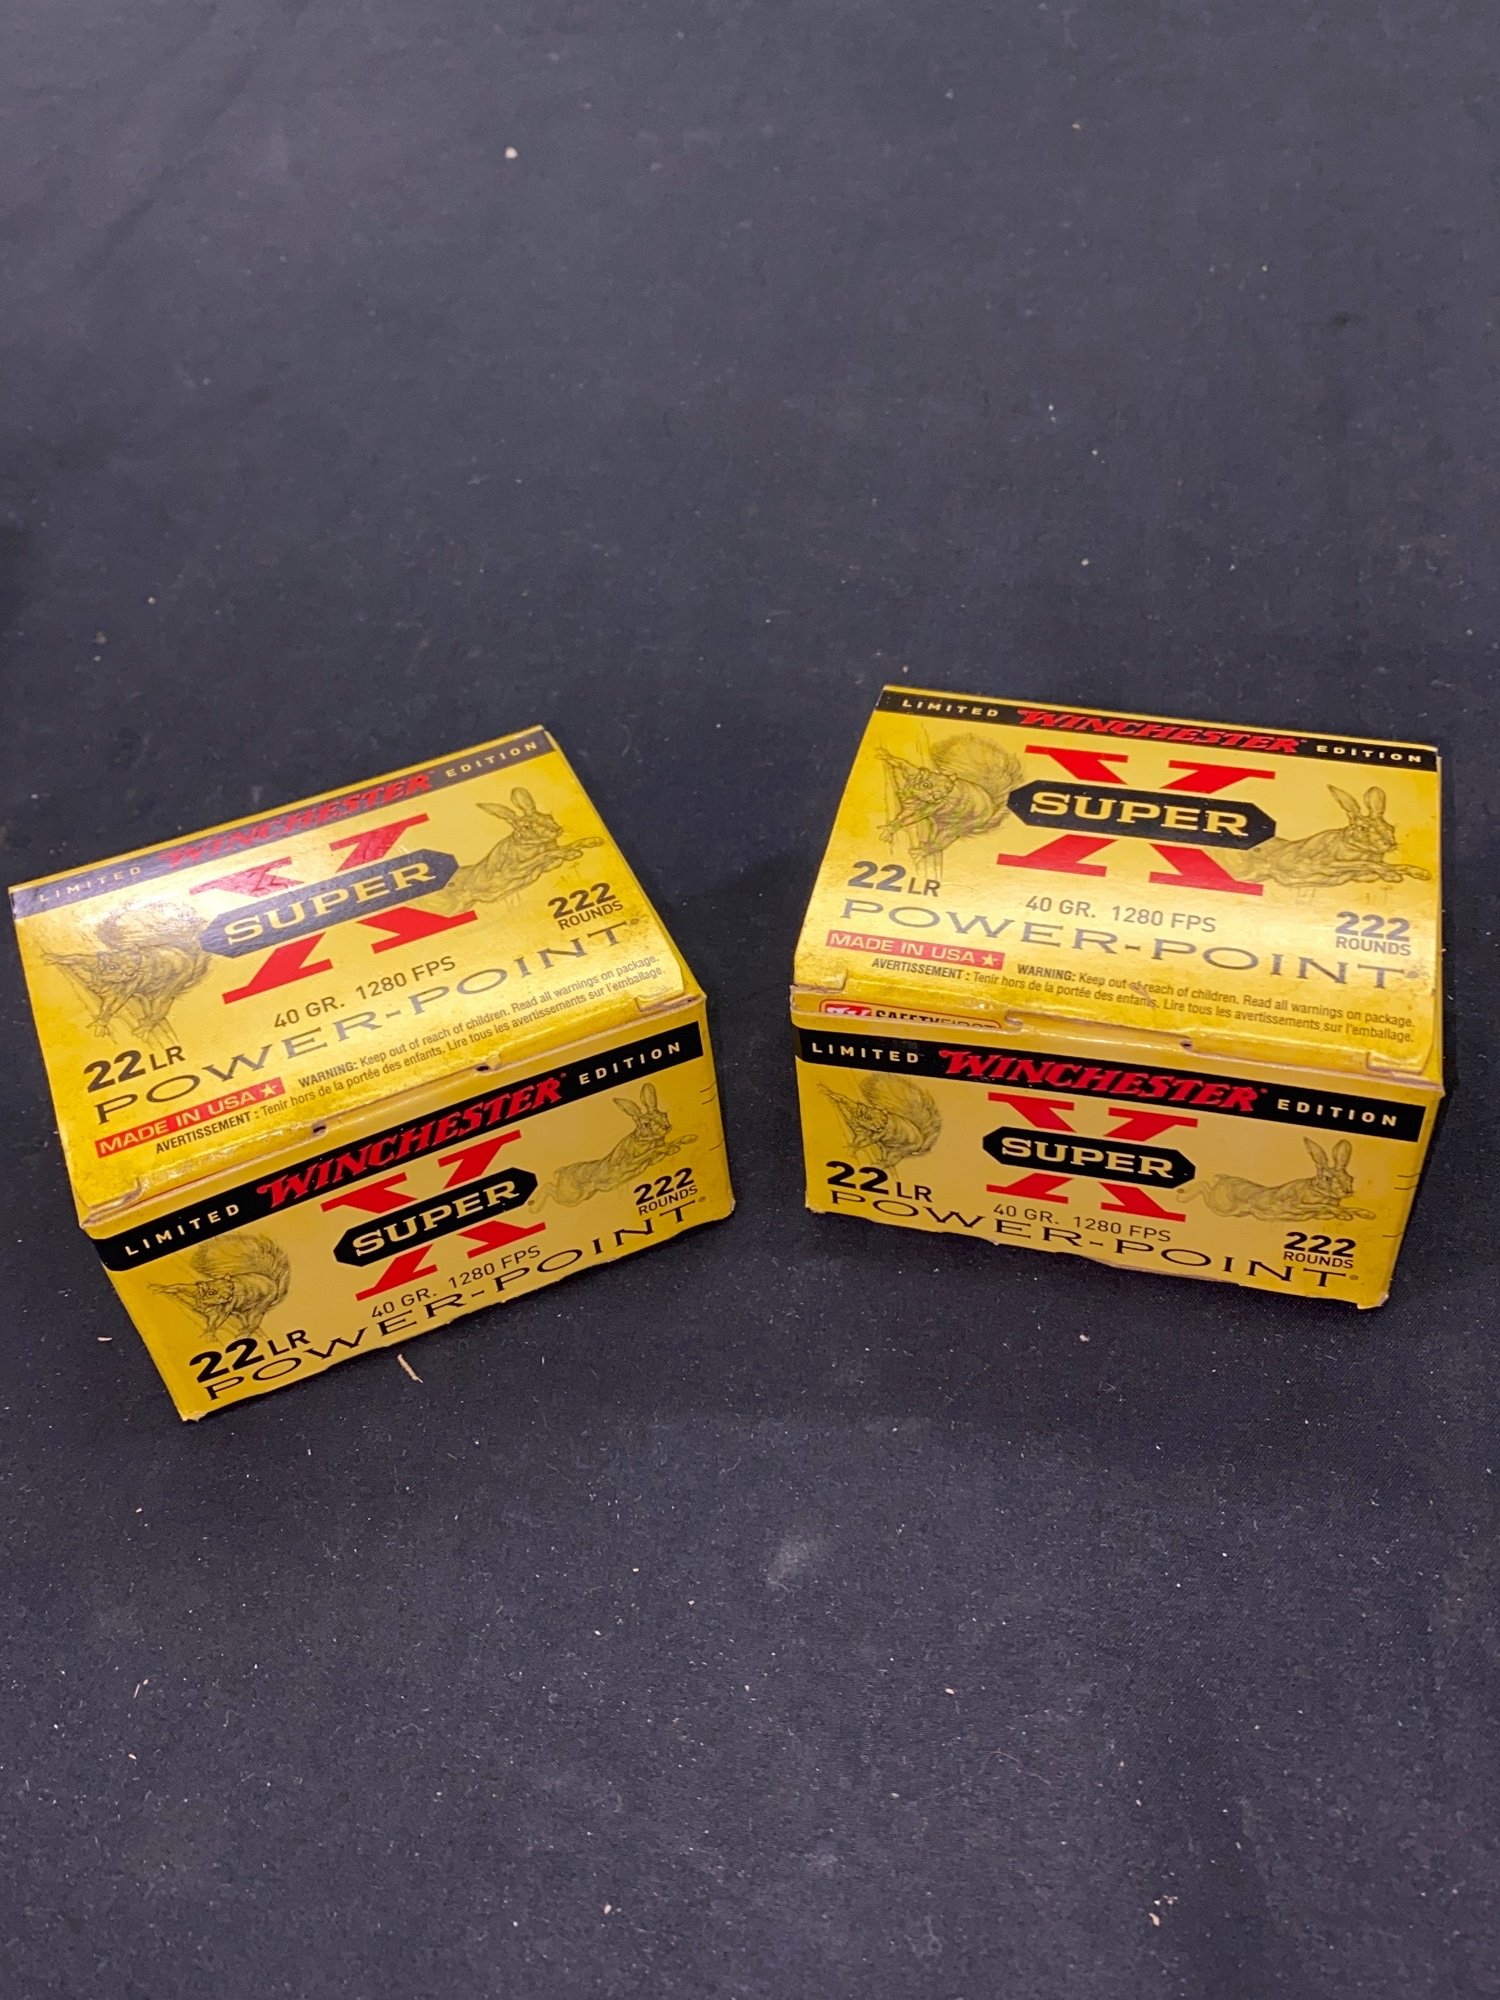 LIMITED WINCHESTER® EDITION
SUPER X
222
ROUNDS
40 GR. 1280 FPS
22LR
POWER-POINT®
MADE IN USA ★
WARNING: Keep out of reach of children. Read all warnings on package.
AVERTISSEMENT : Tenir hors de la portée des enfants. Lire tous les avertissements sur l'emballage.
LIMITED WINCHESTER® EDITION
SUPER X
222
ROUNDS
40 GR. 1280 FPS
22LR
POWER-POINT®
LIMITED WINCHESTER® EDITION
SUPER X
22LR
40 GR. 1280 FPS
222
ROUNDS
POWER-POINT®
MADE IN USA ★
WARNING: Keep out of reach of children. Read all warnings on package.
AVERTISSEMENT : Tenir hors de la portée des enfants. Lire tous les avertissements sur l'emballage.
SAFETYFIRST
LIMITED WINCHESTER® EDITION
SUPER X
22LR
40 GR. 1280 FPS
222
ROUNDS
POWER-POINT®